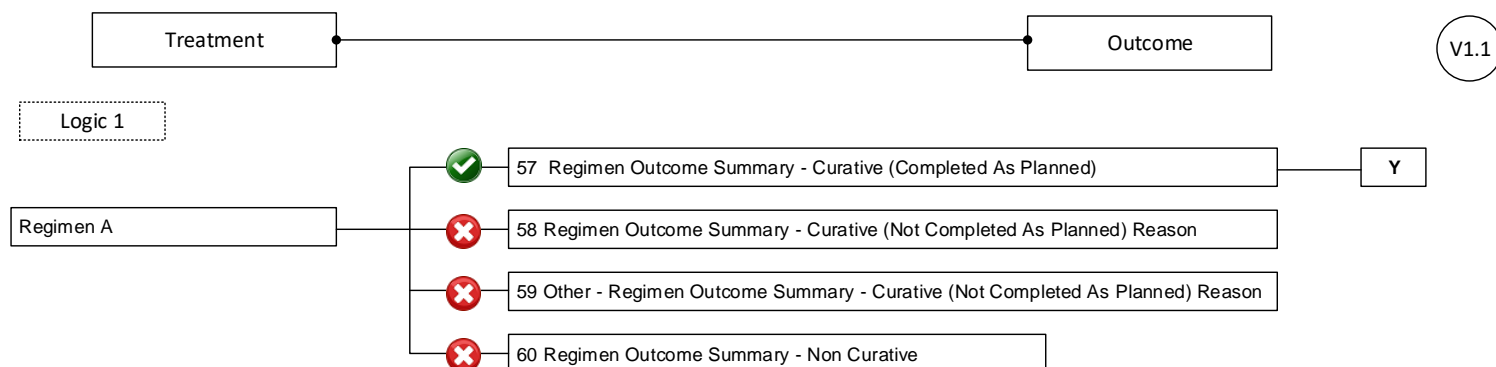 Treatment
Outcome
V1.1
Logic 1
57 Regimen Outcome Summary - Curative (Completed As Planned)
Y
Regimen A
58 Regimen Outcome Summary - Curative (Not Completed As Planned) Reason
59 Other - Regimen Outcome Summary - Curative (Not Completed As Planned) Reason
60 Regimen Outcome Summary - Non Curative